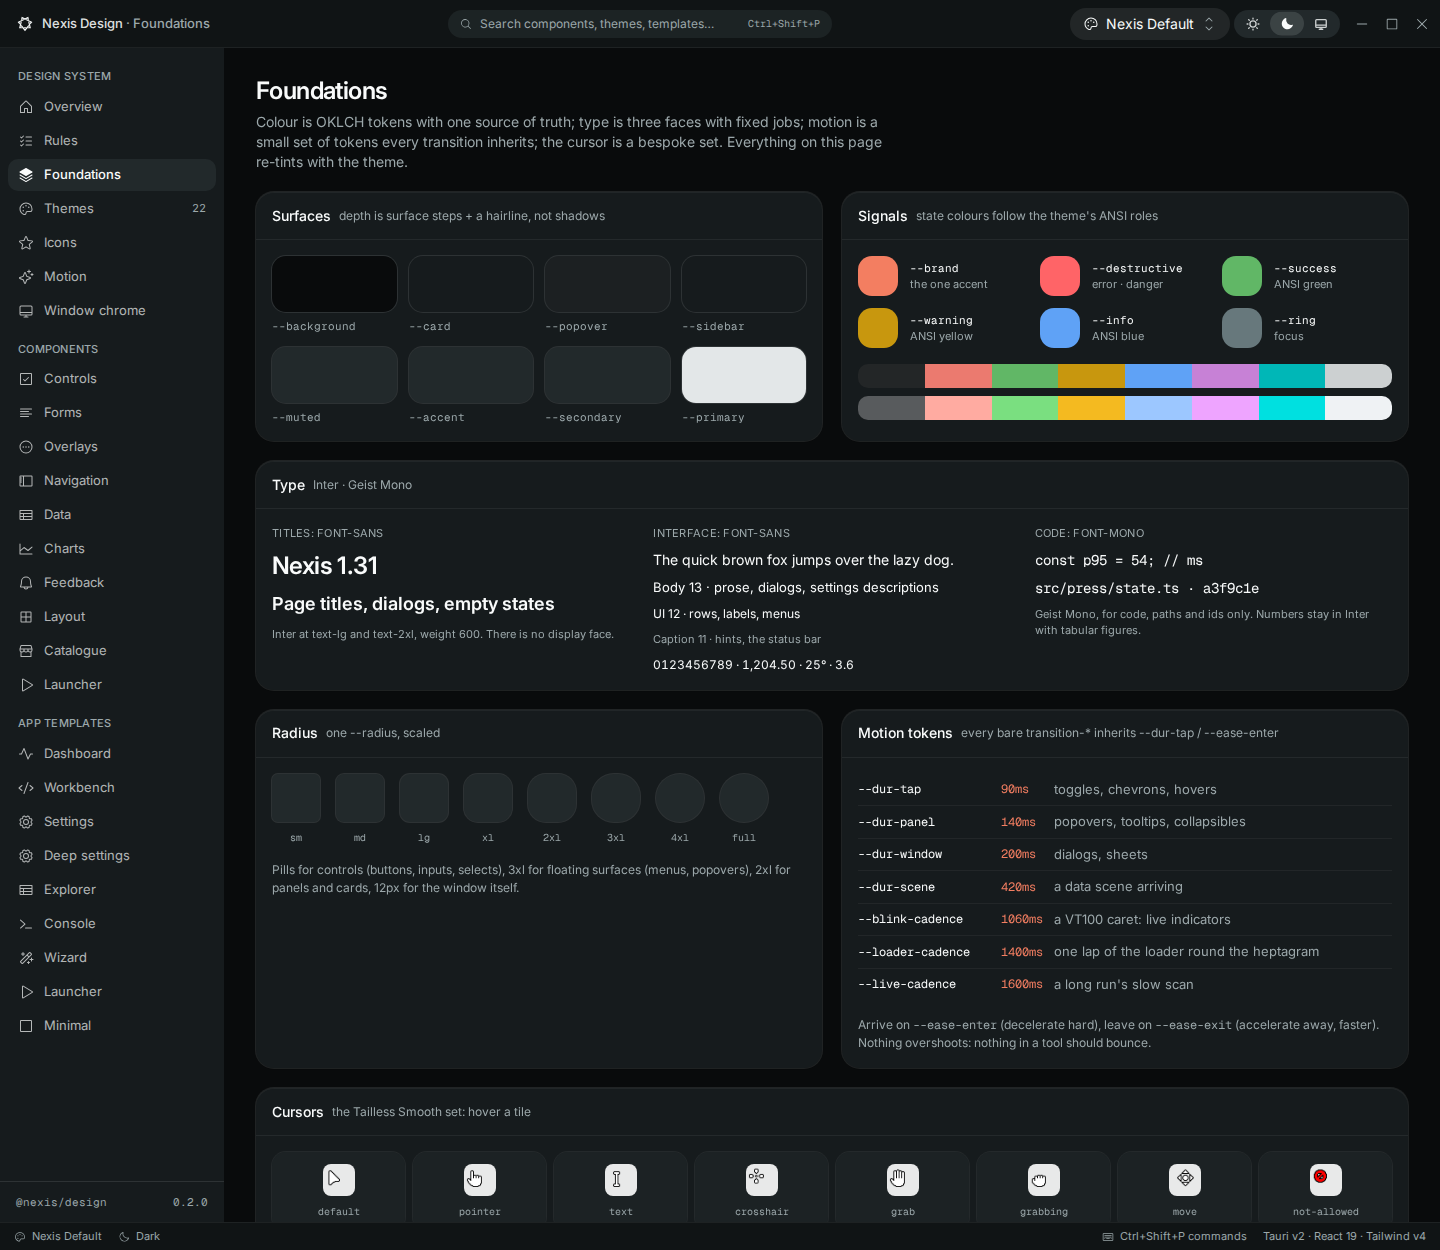 Nexis Design · Foundations
Search components, themes, templates... Ctrl+Shift+P
Nexis Default
DESIGN SYSTEM
Overview
Rules
Foundations
Themes 22
Icons
Motion
Window chrome
COMPONENTS
Controls
Forms
Overlays
Navigation
Data
Charts
Feedback
Layout
Catalogue
Launcher
APP TEMPLATES
Dashboard
Workbench
Settings
Deep settings
Explorer
Console
Wizard
Launcher
Minimal
@nexis/design 0.2.0
Foundations
Colour is OKLCH tokens with one source of truth; type is three faces with fixed jobs; motion is a
small set of tokens every transition inherits; the cursor is a bespoke set. Everything on this page
re-tints with the theme.
Surfaces depth is surface steps + a hairline, not shadows
--background --card --popover --sidebar
--muted --accent --secondary --primary
Signals state colours follow the theme's ANSI roles
--brand
the one accent
--destructive
error · danger
--success
ANSI green
--warning
ANSI yellow
--info
ANSI blue
--ring
focus
Type Inter · Geist Mono
TITLES: FONT-SANS
Nexis 1.31
Page titles, dialogs, empty states
Inter at text-lg and text-2xl, weight 600. There is no display face.
INTERFACE: FONT-SANS
The quick brown fox jumps over the lazy dog.
Body 13 · prose, dialogs, settings descriptions
UI 12 · rows, labels, menus
Caption 11 · hints, the status bar
0123456789 · 1,204.50 · 25° · 3.6
CODE: FONT-MONO
const p95 = 54; // ms
src/press/state.ts · a3f9c1e
Geist Mono, for code, paths and ids only. Numbers stay in Inter
with tabular figures.
Radius one --radius, scaled
sm md lg xl 2xl 3xl 4xl full
Pills for controls (buttons, inputs, selects), 3xl for floating surfaces (menus, popovers), 2xl for
panels and cards, 12px for the window itself.
Motion tokens every bare transition-* inherits --dur-tap / --ease-enter
--dur-tap 90ms toggles, chevrons, hovers
--dur-panel 140ms popovers, tooltips, collapsibles
--dur-window 200ms dialogs, sheets
--dur-scene 420ms a data scene arriving
--blink-cadence 1060ms a VT100 caret: live indicators
--loader-cadence 1400ms one lap of the loader round the heptagram
--live-cadence 1600ms a long run's slow scan
Arrive on --ease-enter (decelerate hard), leave on --ease-exit (accelerate away, faster).
Nothing overshoots: nothing in a tool should bounce.
Cursors the Tailless Smooth set: hover a tile
default pointer text crosshair grab grabbing move not-allowed
Nexis Default Dark
Ctrl+Shift+P commands Tauri v2 · React 19 · Tailwind v4